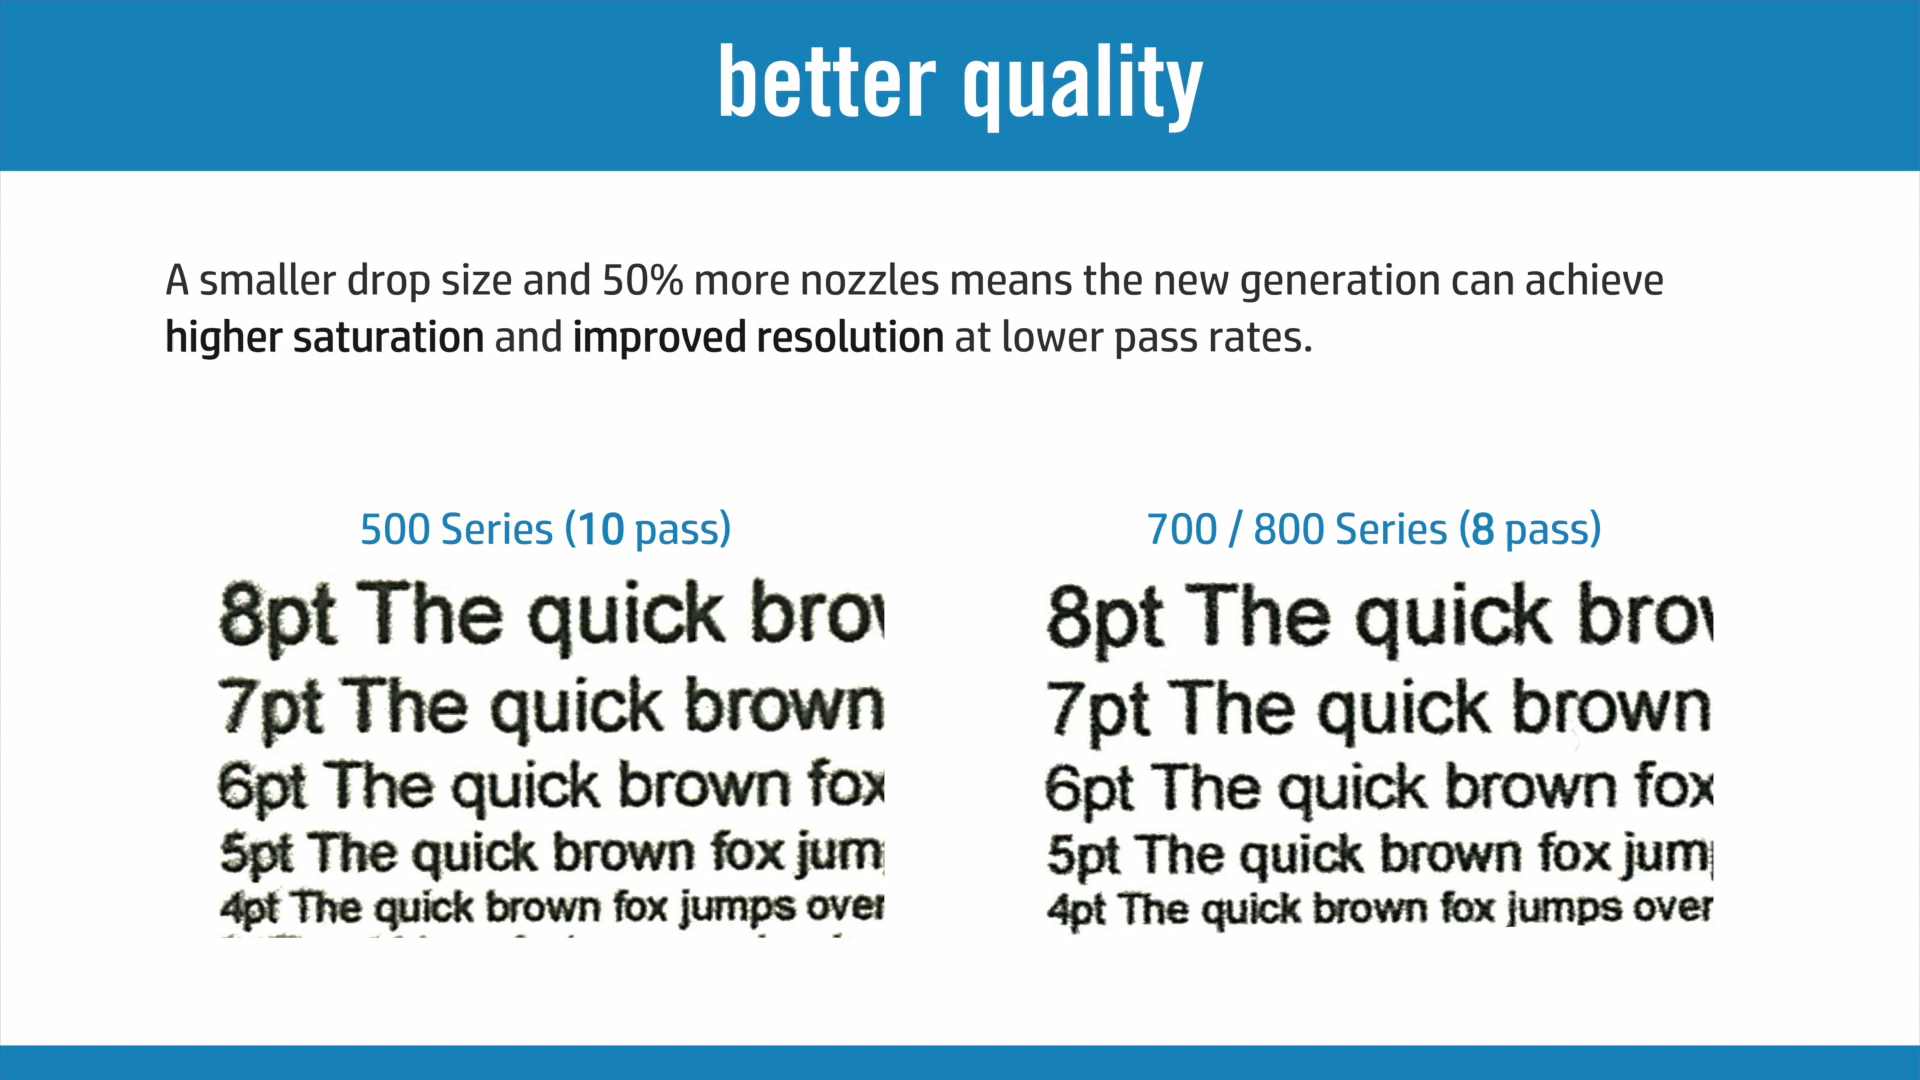 better quality
A smaller drop size and 50% more nozzles means the new generation can achieve
higher saturation and improved resolution at lower pass rates.
500 Series (10 pass)
8pt The quick brov
7pt The quick brown
6pt The quick brown fox
5pt The quick brown fox jum
4pt The quick brown fox jumps over
700 / 800 Series (8 pass)
8pt The quick brov
7pt The quick brown
6pt The quick brown fox
5pt The quick brown fox jum
4pt The quick brown fox jumps over